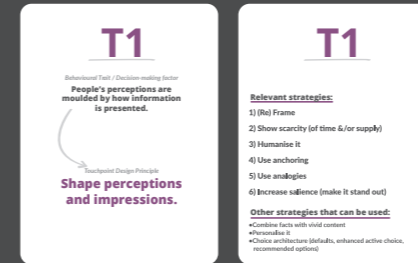 T1
Behavioural Trait / Decision-making factor
People's perceptions are
moulded by how information
is presented.
Touchpoint Design Principle
Shape perceptions
and impressions.
T1
Relevant strategies:
1) (Re) Frame
2) Show scarcity (of time &/or supply)
3) Humanise it
4) Use anchoring
5) Use analogies
6) Increase salience (make it stand out)
Other strategies that can be used:
•Combine facts with vivid content
•Personalise it
•Choice architecture (defaults, enhanced active choice,
recommended options)